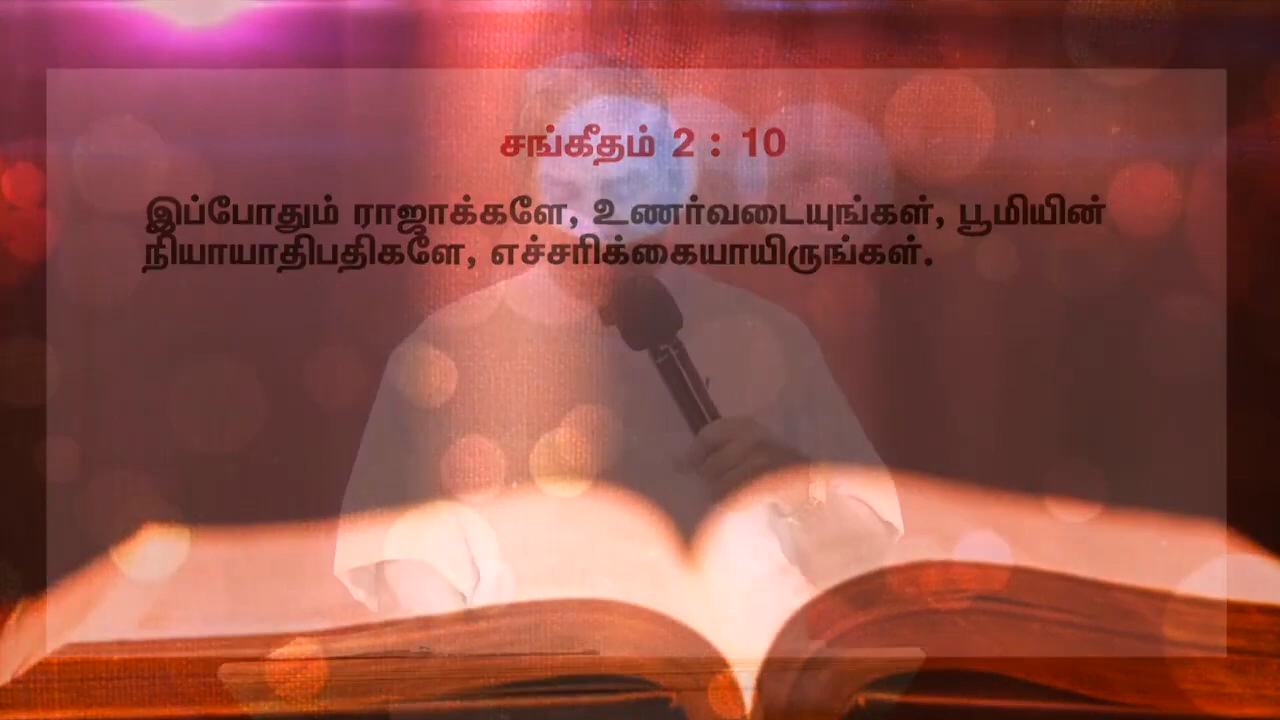 சங்கீதம் 2 : 10
இப்போதும் ராஜாக்களே, உணர்வடையுங்கள், பூமியின்
நியாயாதிபதிகளே, எச்சரிக்கையாயிருங்கள்.